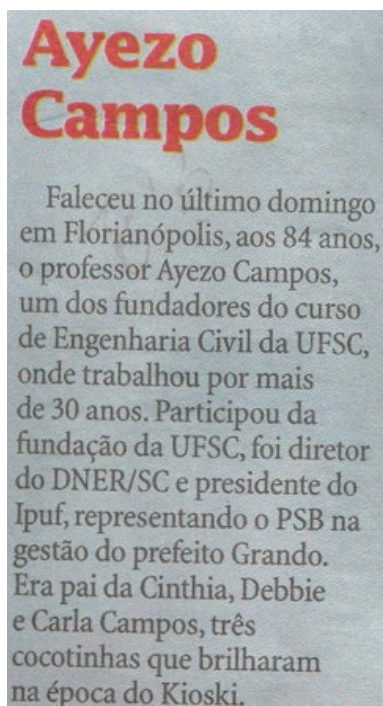 Ayezo
Campos
Faleceu no último domingo
em Florianópolis, aos 84 anos,
o professor Ayezo Campos,
um dos fundadores do curso
de Engenharia Civil da UFSC,
onde trabalhou por mais
de 30 anos. Participou da
fundação da UFSC, foi diretor
do DNER/SC e presidente do
Ipuf, representando o PSB na
gestão do prefeito Grando.
Era pai da Cinthia, Debbie
e Carla Campos, três
cocotinhas que brilharam
na época do Kioski.